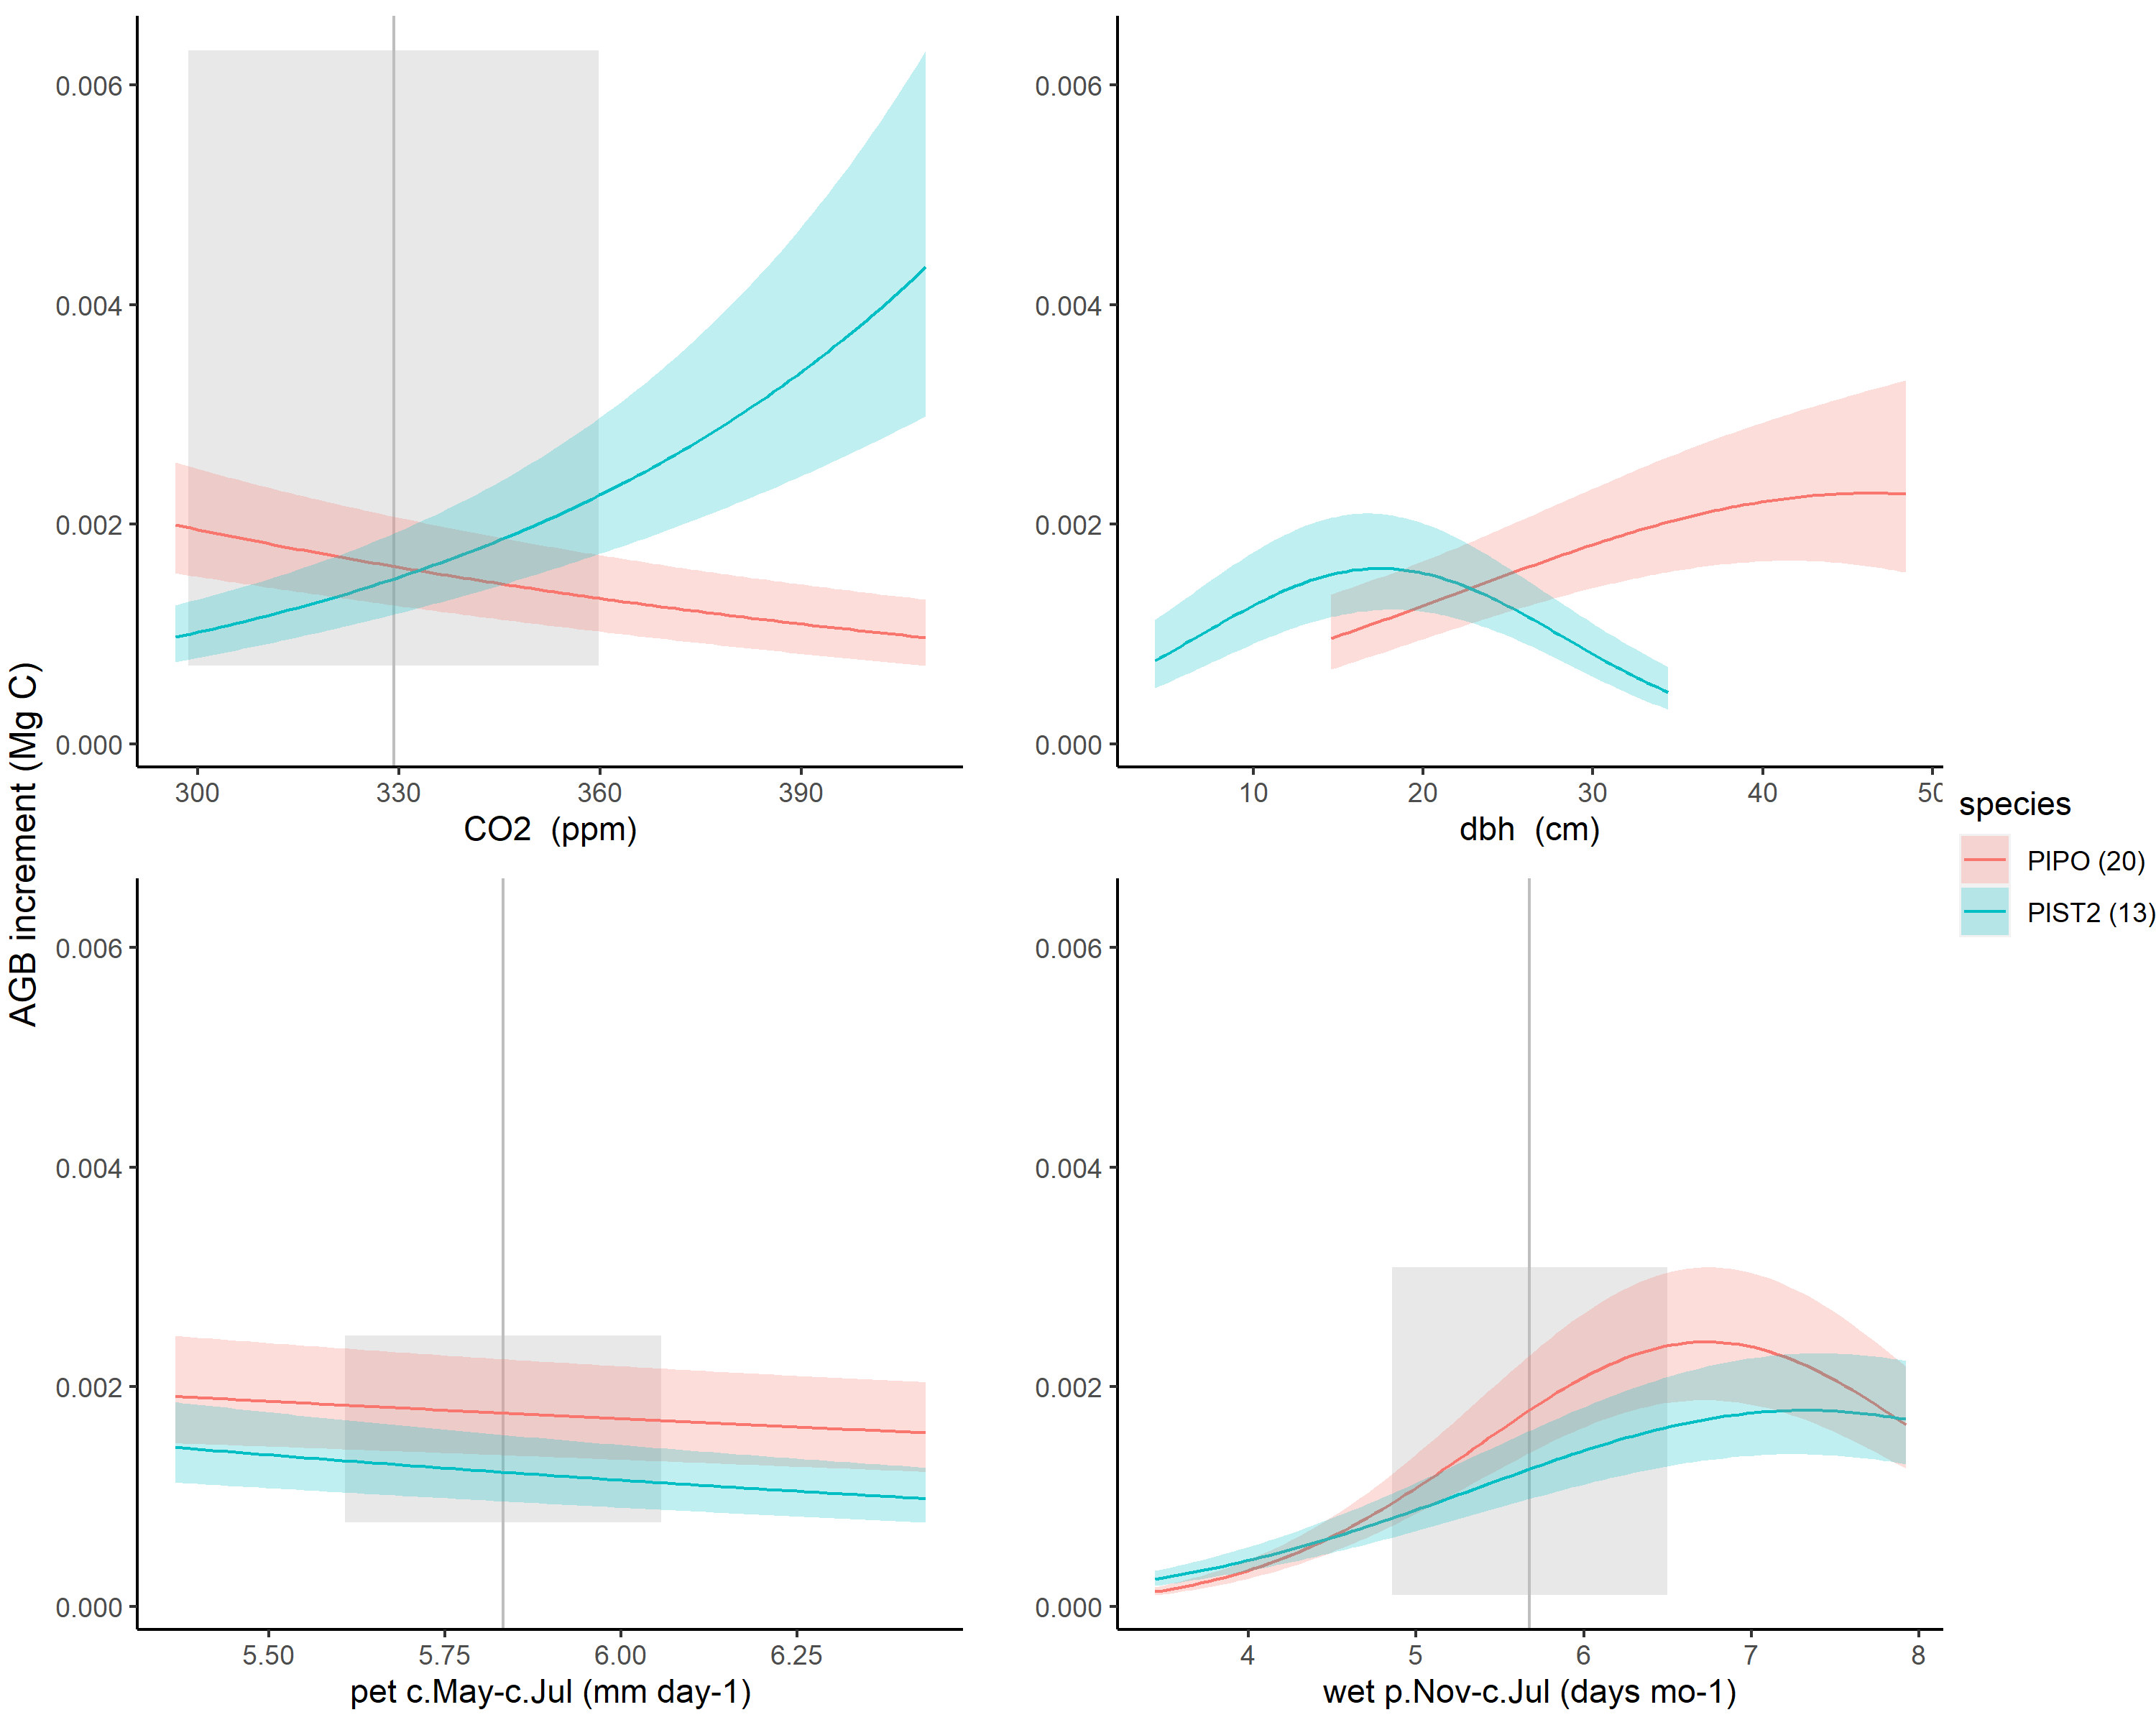 AGB increment (Mg C)
0.006
0.004
0.002
0.000
300 330 360 390
CO2 (ppm)
0.006
0.004
0.002
0.000
10 20 30 40 50
dbh (cm)
0.006
0.004
0.002
0.000
5.50 5.75 6.00 6.25
pet c.May-c.Jul (mm day-1)
0.006
0.004
0.002
0.000
4 5 6 7 8
wet p.Nov-c.Jul (days mo-1)
species
PIPO (20)
PIST2 (13)